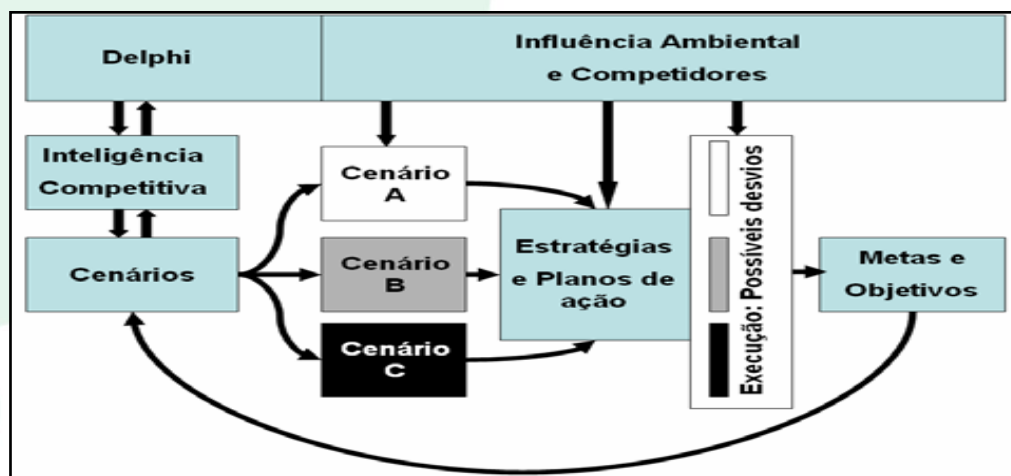 Delphi
Influência Ambiental
e Competidores
Inteligência
Competitiva
Cenários
Cenário
A
Cenário
B
Cenário
C
Estratégias
e Planos de
ação
Execução: Possíveis desvios
Metas e
Objetivos